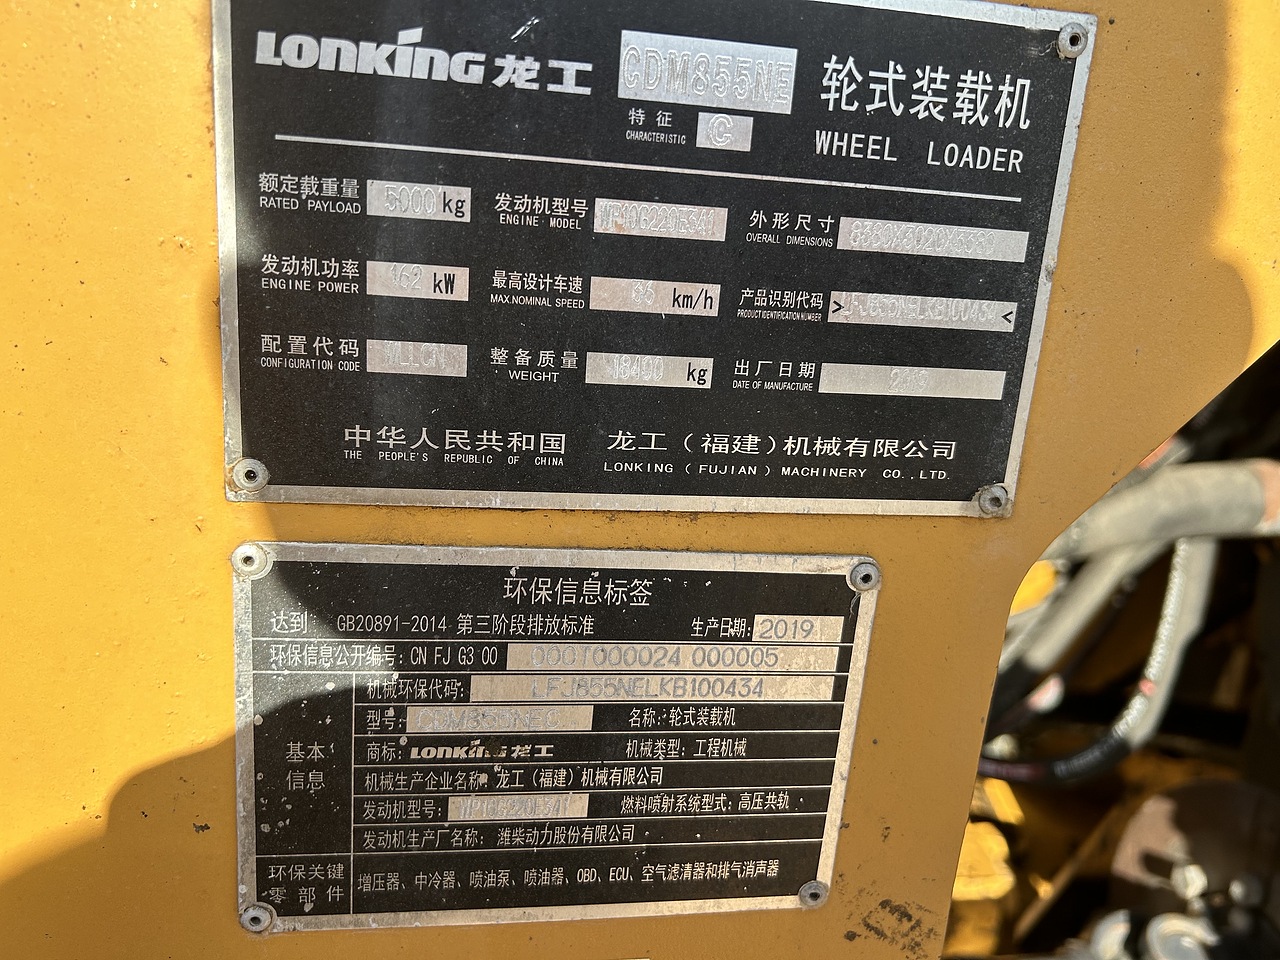 LONKING 龙工 CDM855NE 轮式装载机
特征 CHARACTERISTIC C WHEEL LOADER
额定载重量 RATED PAYLOAD 5000 kg
发动机型号 ENGINE MODEL WP10G220E341
外形尺寸 OVERALL DIMENSIONS
发动机功率 ENGINE POWER 162 kW
最高设计车速 MAX.NOMINAL SPEED km/h
产品识别代码 PRODUCT IDENTIFICATION NUMBER >LFJ855NELKB100434<
配置代码 CONFIGURATION CODE
整备质量 WEIGHT 18400 kg
出厂日期 DATE OF MANUFACTURE 2019
中华人民共和国 龙工（福建）机械有限公司
THE PEOPLE'S REPUBLIC OF CHINA LONKING (FUJIAN) MACHINERY CO.,LTD.
环保信息标签
达到 GB20891-2014 第三阶段排放标准 生产日期: 2019
环保信息公开编号: CN FJ G3 00 000T000024 000005
基本信息
机械环保代码: LFJ855NELKB100434
型号: CDM855NEC 名称: 轮式装载机
商标: LONKING 龙工 机械类型: 工程机械
机械生产企业名称: 龙工（福建）机械有限公司
发动机型号: WP10G220E341 燃料喷射系统型式: 高压共轨
发动机生产厂名称: 潍柴动力股份有限公司
环保关键零部件
增压器、中冷器、喷油泵、喷油器、OBD、ECU、空气滤清器和排气消声器